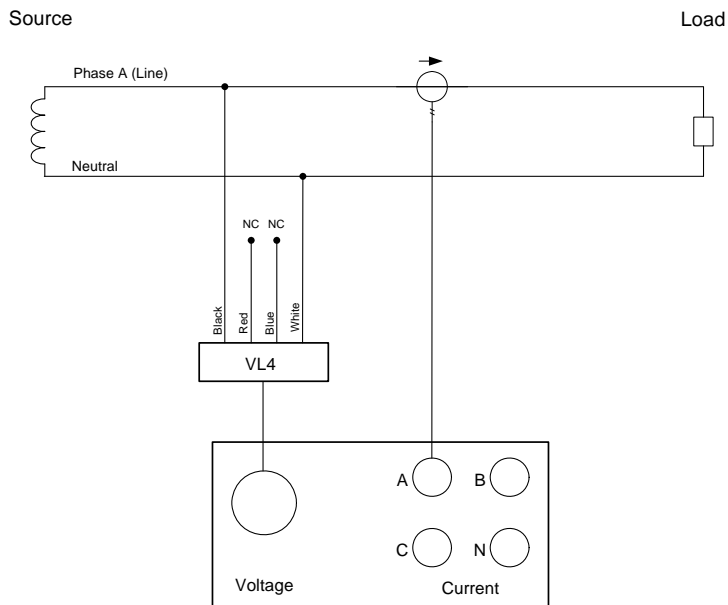 Source
Load
Phase A (Line)
Neutral
NC NC
Black
Red
Blue
White
VL4
A
B
C
N
Voltage
Current